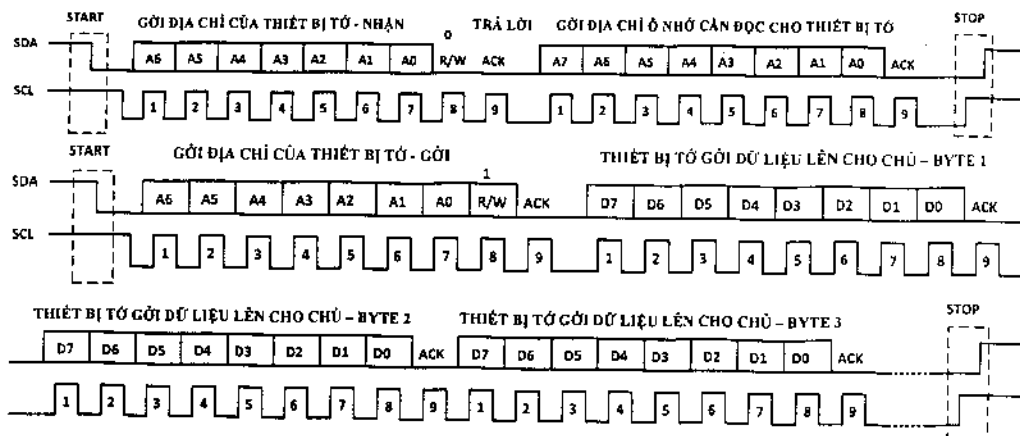 START GỞI ĐỊA CHỈ CỦA THIẾT BỊ TỚ - NHẬN TRẢ LỜI GỞI ĐỊA CHỈ Ô NHỚ CẦN ĐỌC CHO THIẾT BỊ TỚ STOP
0
SDA A6 A5 A4 A3 A2 A1 A0 R/W ACK A7 A6 A5 A4 A3 A2 A1 A0 ACK
SCL 1 2 3 4 5 6 7 8 9 1 2 3 4 5 6 7 8 9
START GỞI ĐỊA CHỈ CỦA THIẾT BỊ TỚ - GỞI THIẾT BỊ TỚ GỞI DỮ LIỆU LÊN CHO CHỦ – BYTE 1
1
SDA A6 A5 A4 A3 A2 A1 A0 R/W ACK D7 D6 D5 D4 D3 D2 D1 D0 ACK
SCL 1 2 3 4 5 6 7 8 9 1 2 3 4 5 6 7 8 9
THIẾT BỊ TỚ GỞI DỮ LIỆU LÊN CHO CHỦ – BYTE 2 THIẾT BỊ TỚ GỞI DỮ LIỆU LÊN CHO CHỦ – BYTE 3 STOP
D7 D6 D5 D4 D3 D2 D1 D0 ACK D7 D6 D5 D4 D3 D2 D1 D0 ACK
1 2 3 4 5 6 7 8 9 1 2 3 4 5 6 7 8 9